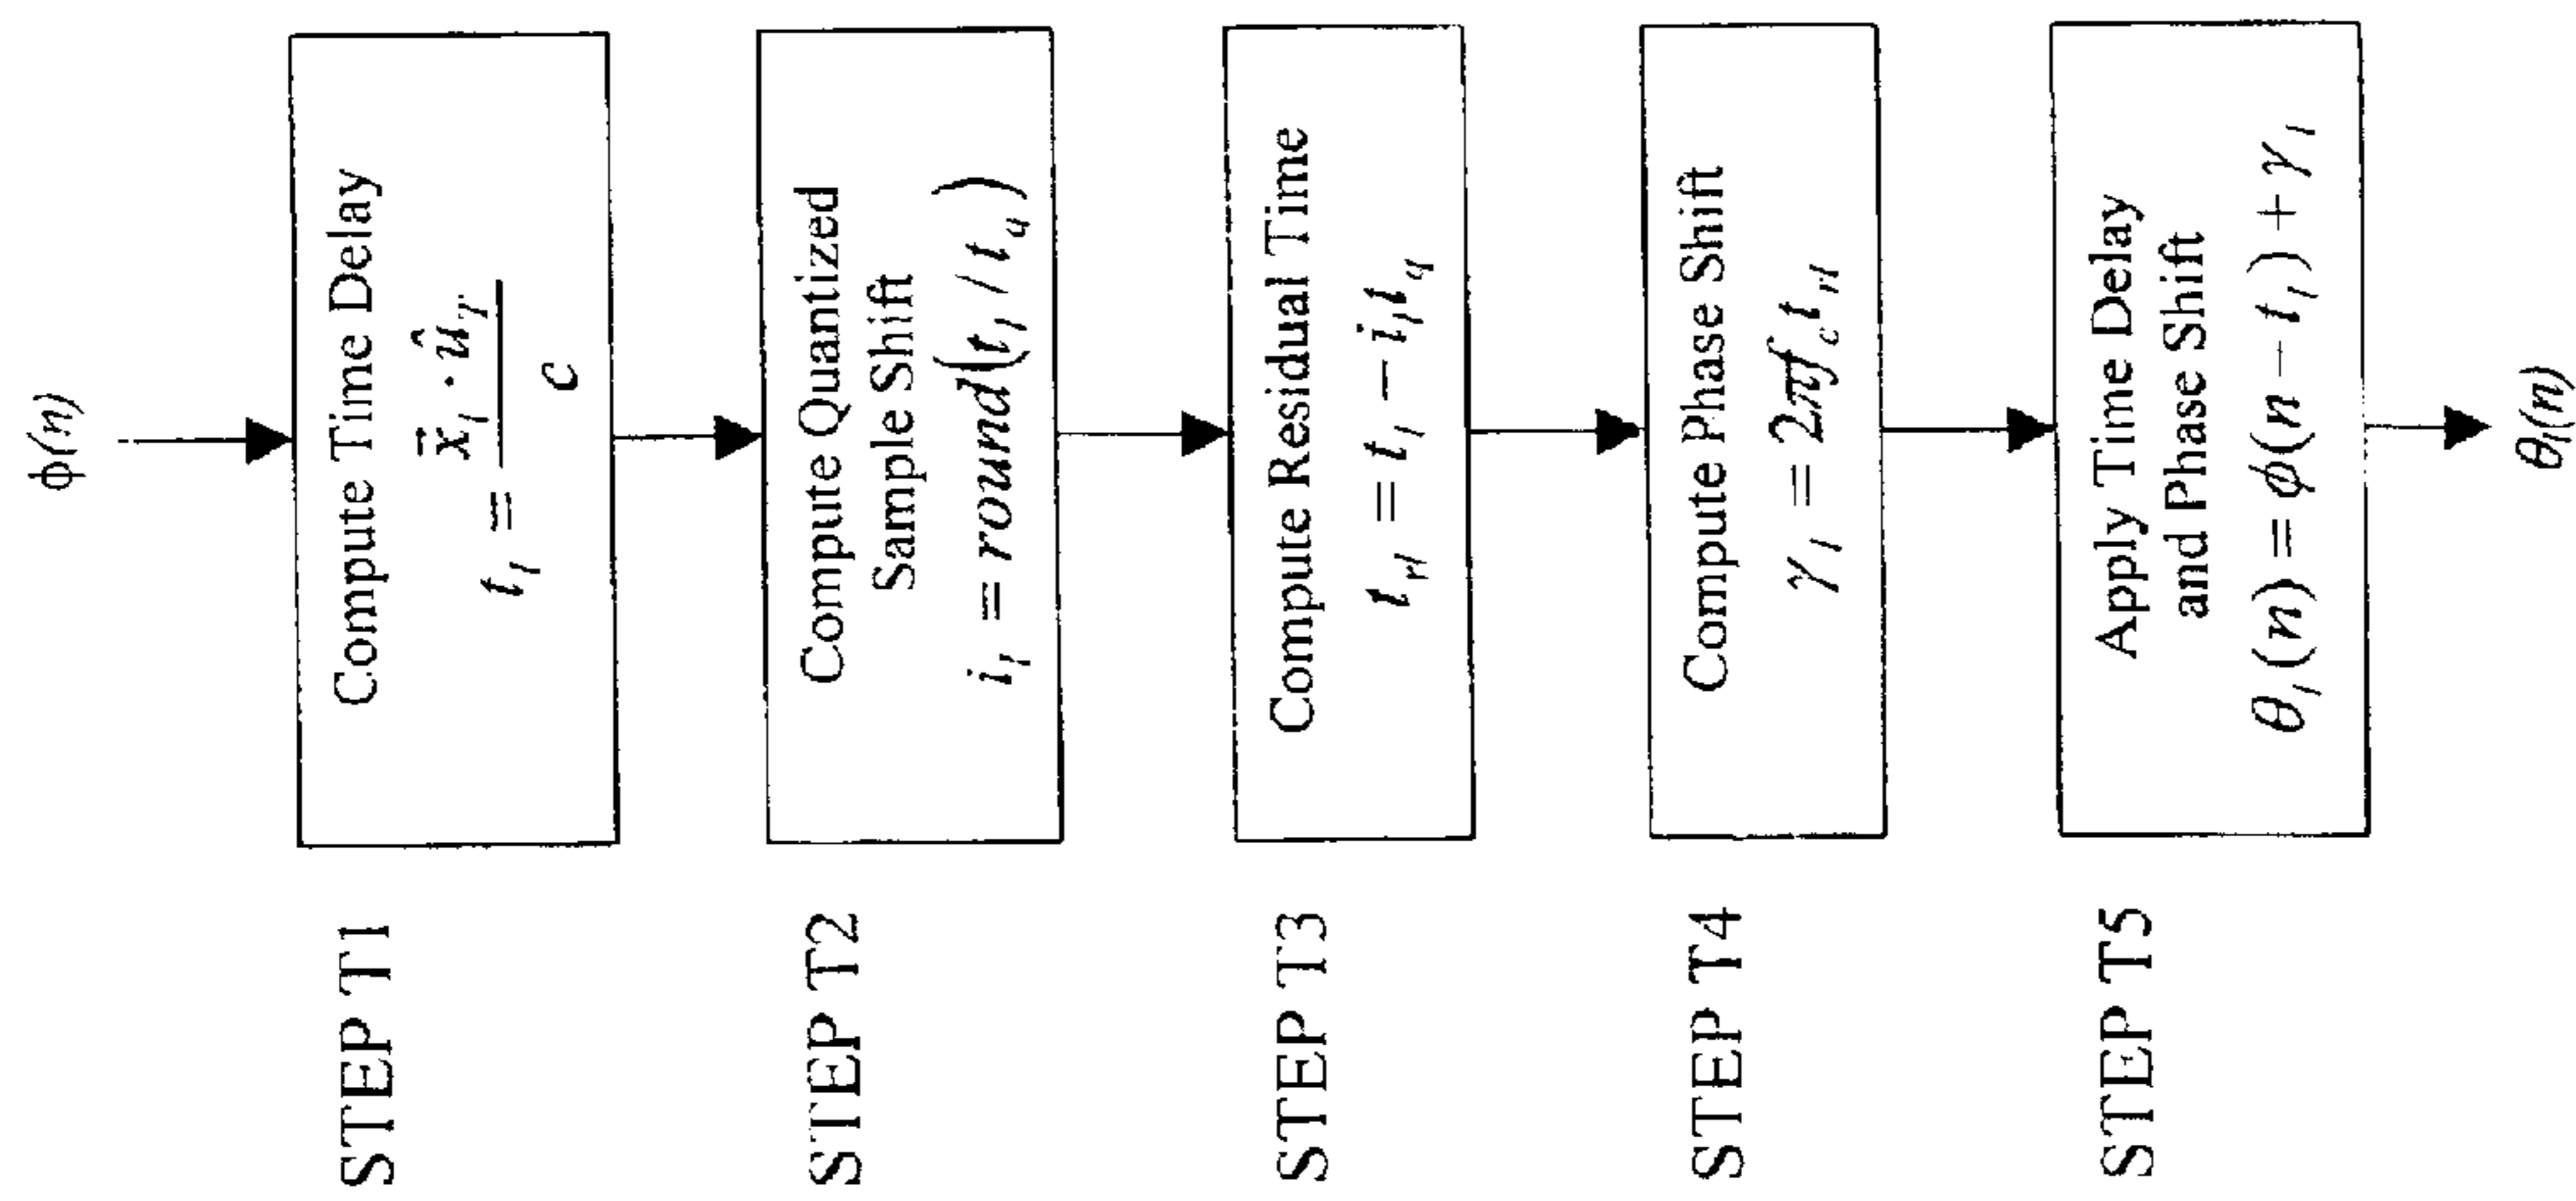 ϕ(n)
STEP T1
Compute Time Delay
t_l = (x̄_l · û_T) / c
STEP T2
Compute Quantized
Sample Shift
i_l = round(t_l / t_q)
STEP T3
Compute Residual Time
t_rl = t_l − i_l t_q
STEP T4
Compute Phase Shift
γ_l = 2πf_c t_rl
STEP T5
Apply Time Delay
and Phase Shift
θ_l(n) = ϕ(n − t_l) + γ_l
θ_l(n)